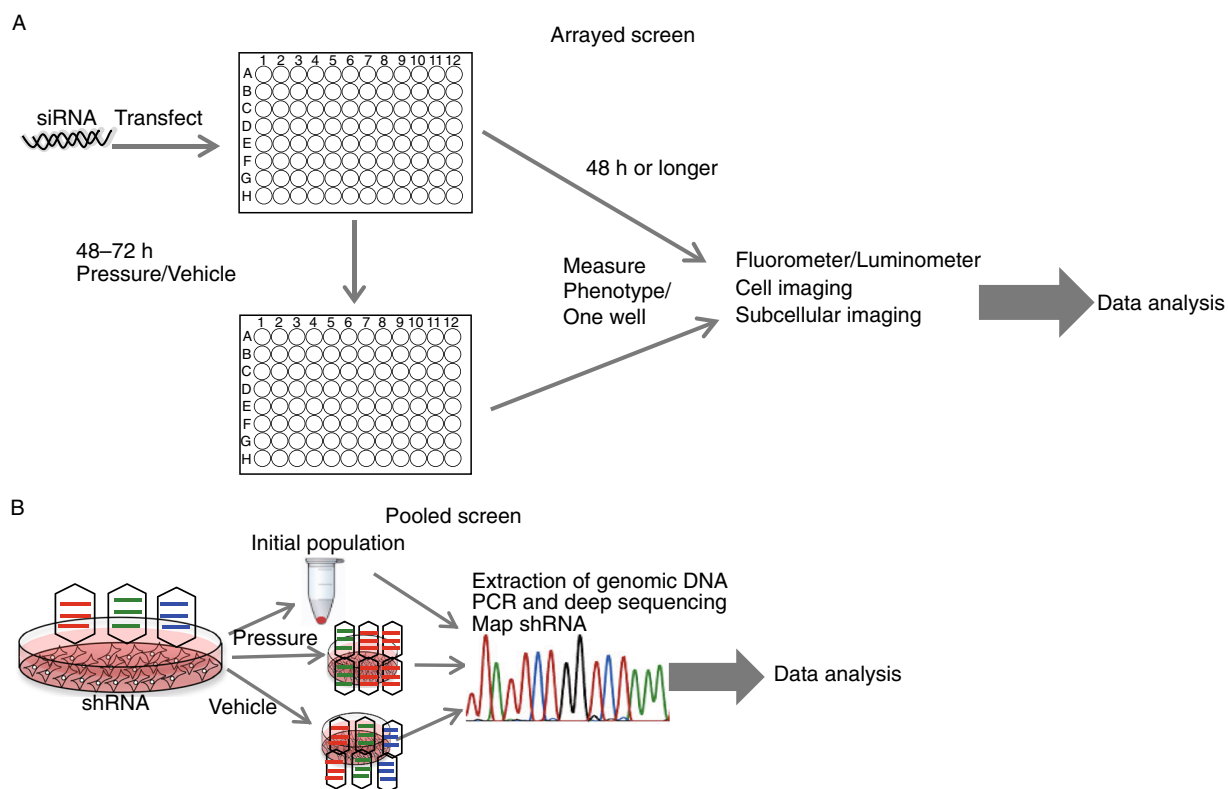 A
Arrayed screen
siRNA
Transfect
1 2 3 4 5 6 7 8 9 10 11 12
A
B
C
D
E
F
G
H
48 h or longer
48–72 h
Pressure/Vehicle
1 2 3 4 5 6 7 8 9 10 11 12
A
B
C
D
E
F
G
H
Measure
Phenotype/
One well
Fluorometer/Luminometer
Cell imaging
Subcellular imaging
Data analysis
B
Pooled screen
Initial population
Pressure
Vehicle
shRNA
Extraction of genomic DNA
PCR and deep sequencing
Map shRNA
Data analysis